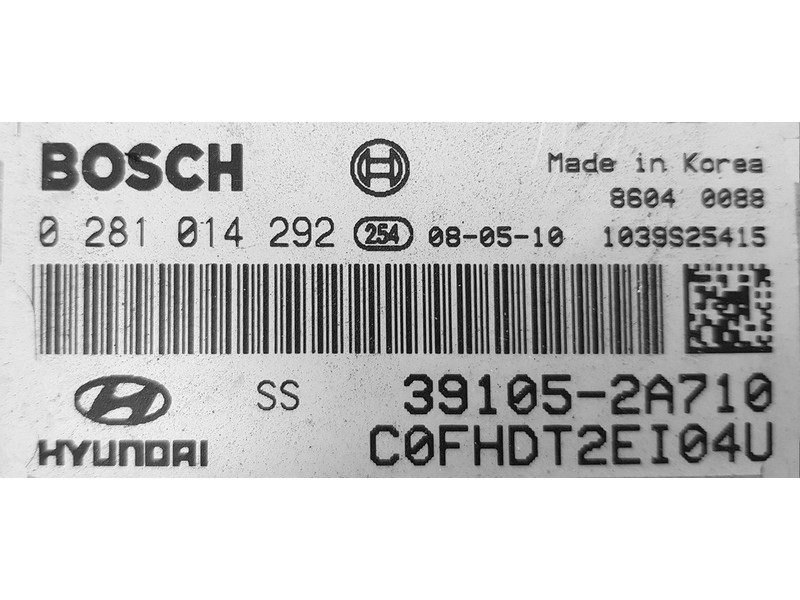 BOSCH
Made in Korea
8604 0088
0 281 014 292 254 08-05-10 1039S25415
SS 39105-2A710
HYUNDAI C0FHDT2EI04U